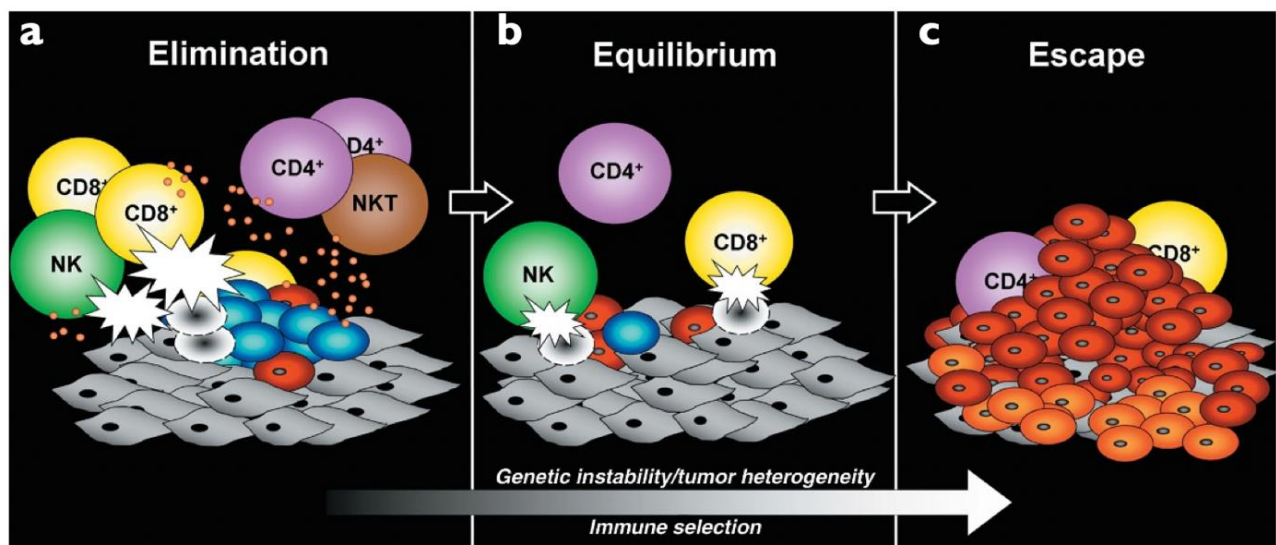 a
Elimination
CD8⁺
CD8⁺
NK
CD4⁺
D4⁺
NKT
b
Equilibrium
CD4⁺
NK
CD8⁺
c
Escape
CD4⁺
CD8⁺
Genetic instability/tumor heterogeneity
Immune selection